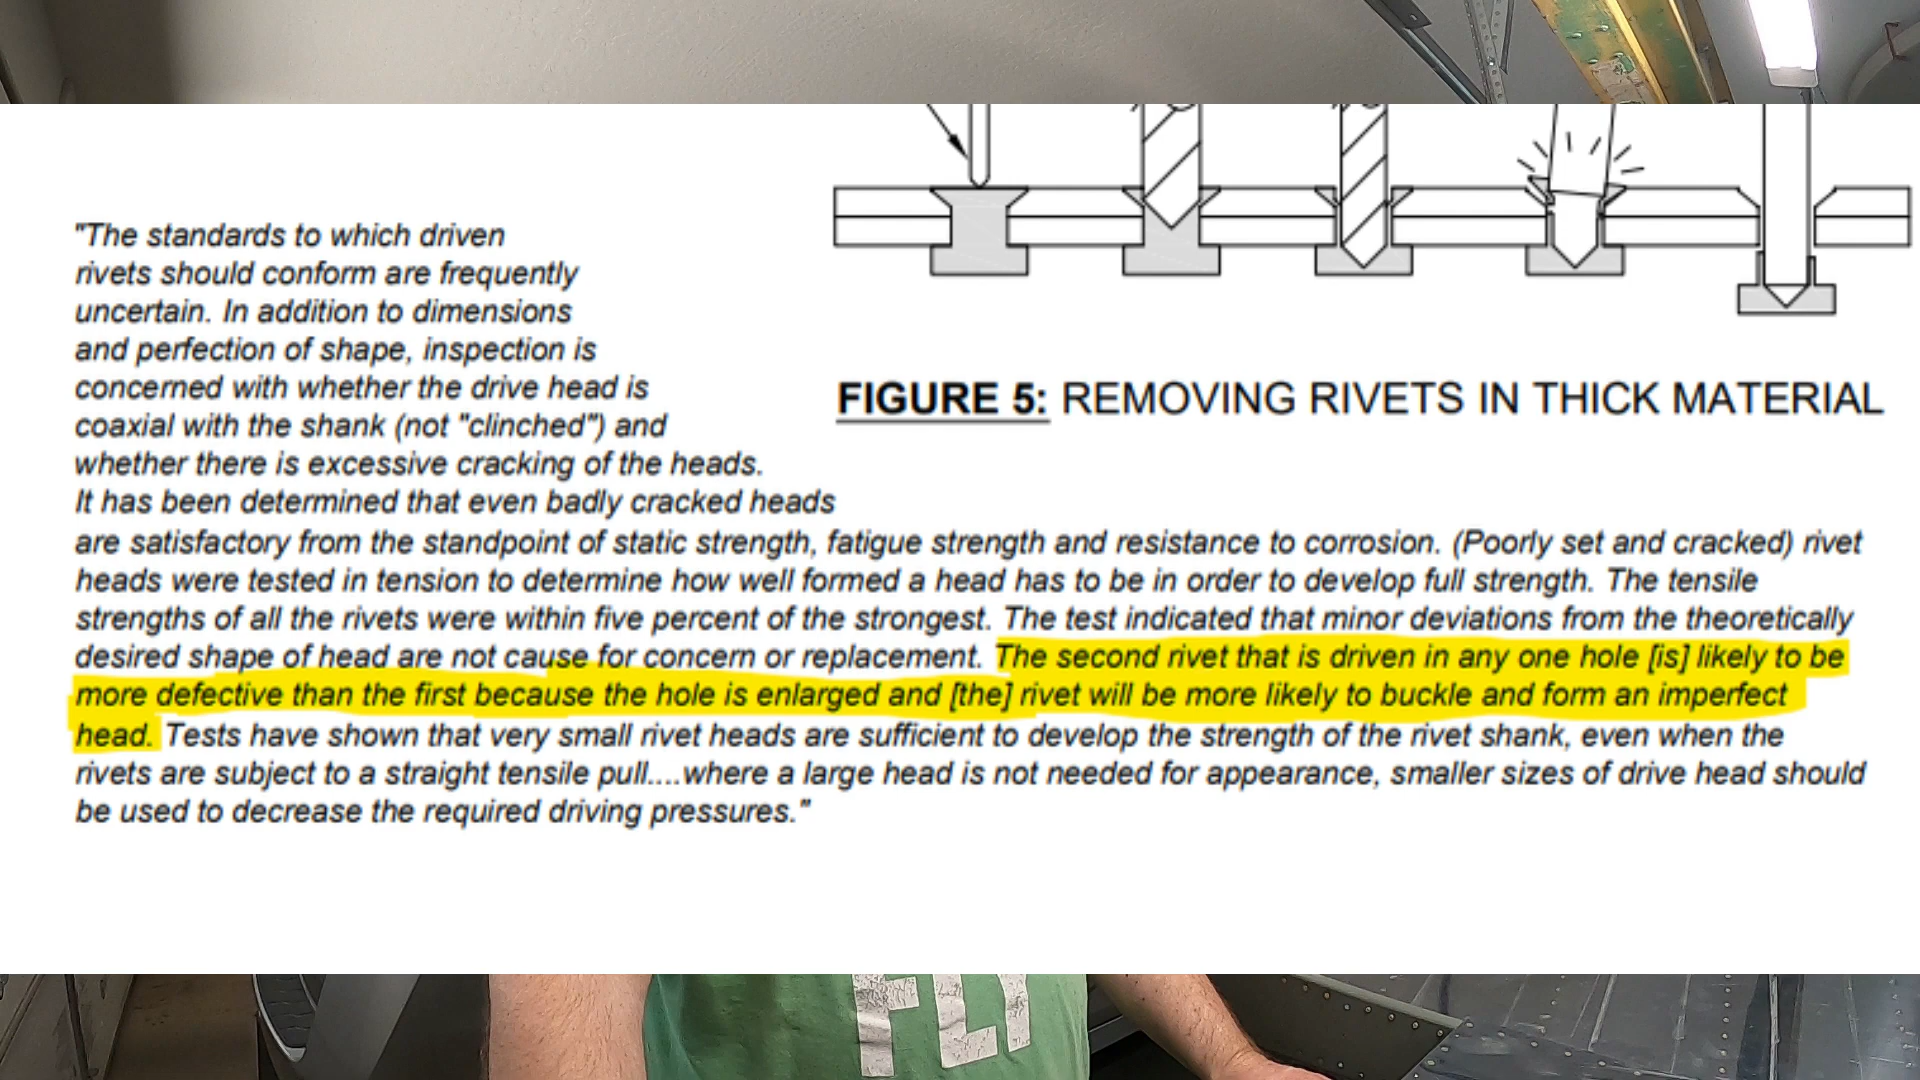 "The standards to which driven
rivets should conform are frequently
uncertain. In addition to dimensions
and perfection of shape, inspection is
concerned with whether the drive head is
coaxial with the shank (not "clinched") and
whether there is excessive cracking of the heads.
It has been determined that even badly cracked heads
are satisfactory from the standpoint of static strength, fatigue strength and resistance to corrosion. (Poorly set and cracked) rivet
heads were tested in tension to determine how well formed a head has to be in order to develop full strength. The tensile
strengths of all the rivets were within five percent of the strongest. The test indicated that minor deviations from the theoretically
desired shape of head are not cause for concern or replacement. The second rivet that is driven in any one hole [is] likely to be
more defective than the first because the hole is enlarged and [the] rivet will be more likely to buckle and form an imperfect
head. Tests have shown that very small rivet heads are sufficient to develop the strength of the rivet shank, even when the
rivets are subject to a straight tensile pull....where a large head is not needed for appearance, smaller sizes of drive head should
be used to decrease the required driving pressures."
FIGURE 5: REMOVING RIVETS IN THICK MATERIAL